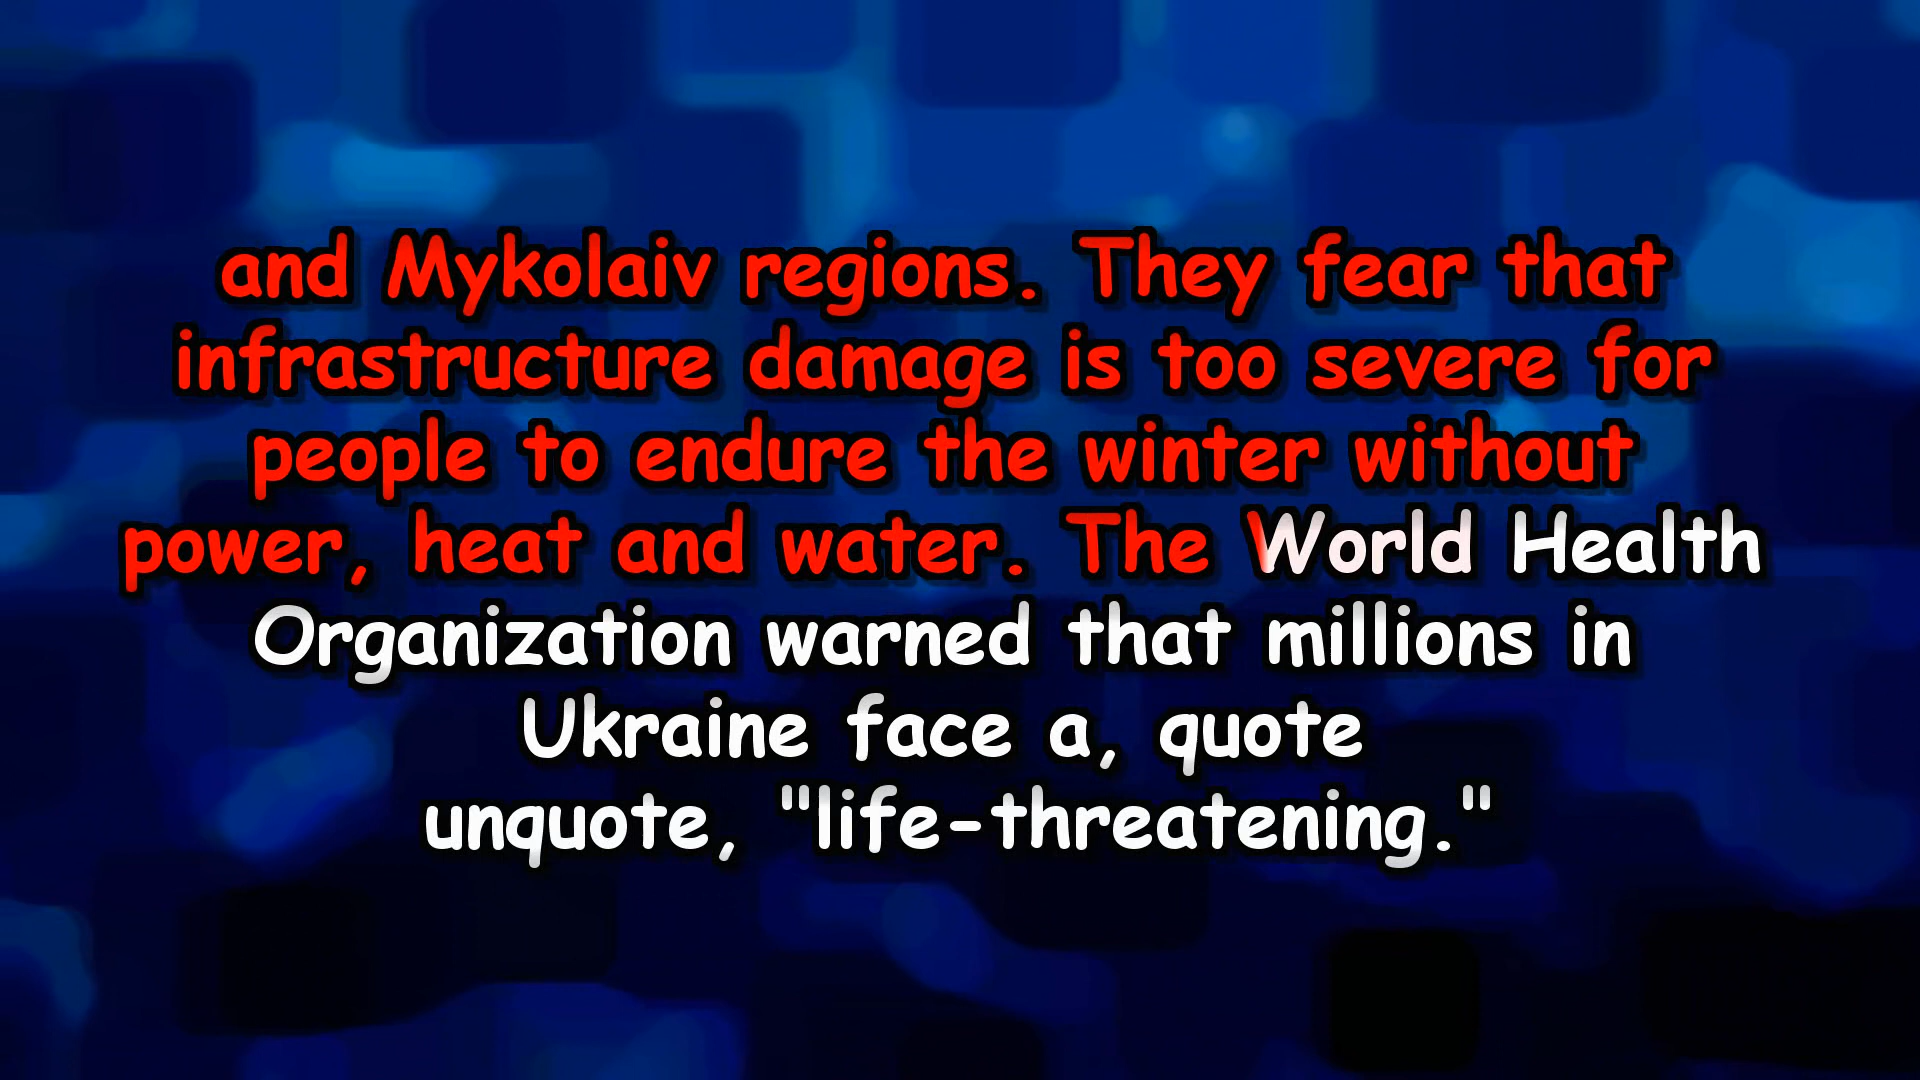 and Mykolaiv regions. They fear that
infrastructure damage is too severe for
people to endure the winter without
power, heat and water. The World Health
Organization warned that millions in
Ukraine face a, quote
unquote, "life-threatening."